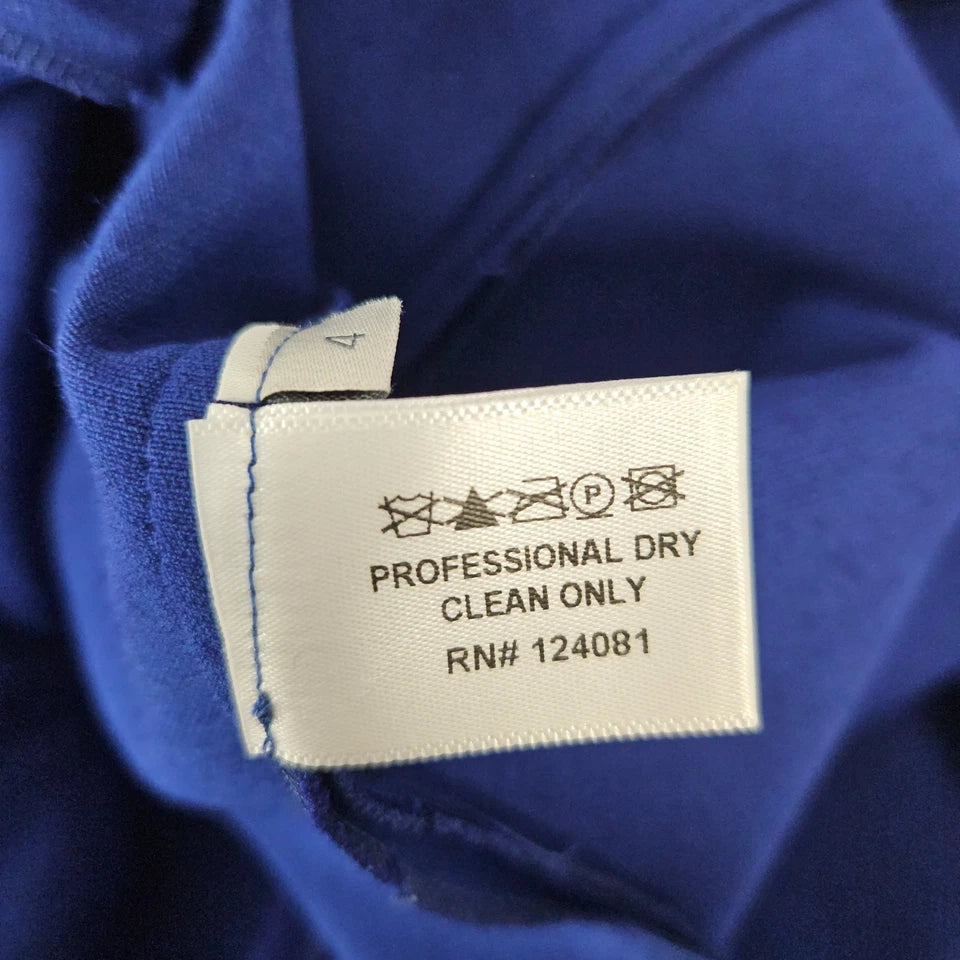 4
P
PROFESSIONAL DRY
CLEAN ONLY
RN# 124081